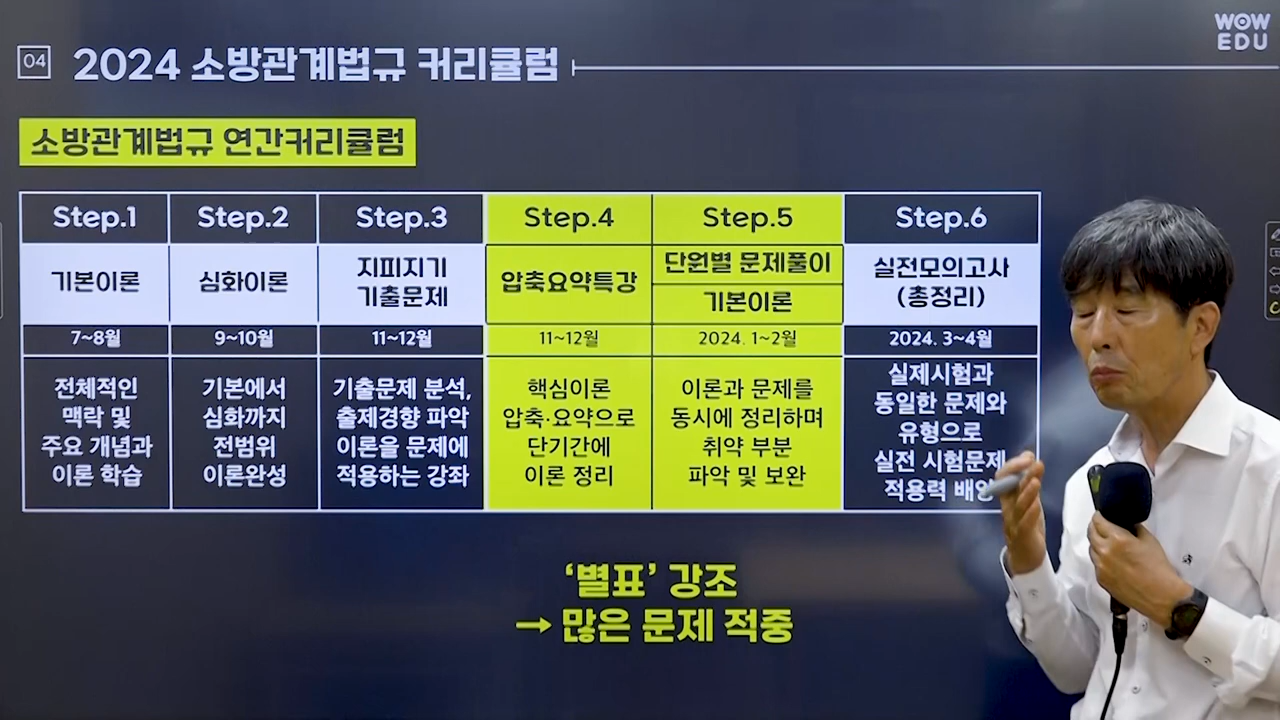 WOW
EDU
04
2024 소방관계법규 커리큘럼
소방관계법규 연간커리큘럼
Step.1
Step.2
Step.3
Step.4
Step.5
Step.6
기본이론
심화이론
지피지기
기출문제
압축요약특강
단원별 문제풀이
기본이론
실전모의고사
(총정리)
7~8월
9~10월
11~12월
11~12월
2024. 1~2월
2024. 3~4월
전체적인
맥락 및
주요 개념과
이론 학습
기본에서
심화까지
전범위
이론완성
기출문제 분석,
출제경향 파악
이론을 문제에
적용하는 강좌
핵심이론
압축·요약으로
단기간에
이론 정리
이론과 문제를
동시에 정리하며
취약 부분
파악 및 보완
실제시험과
동일한 문제와
유형으로
실전 시험문제
적용력 배양
'별표' 강조
→ 많은 문제 적중